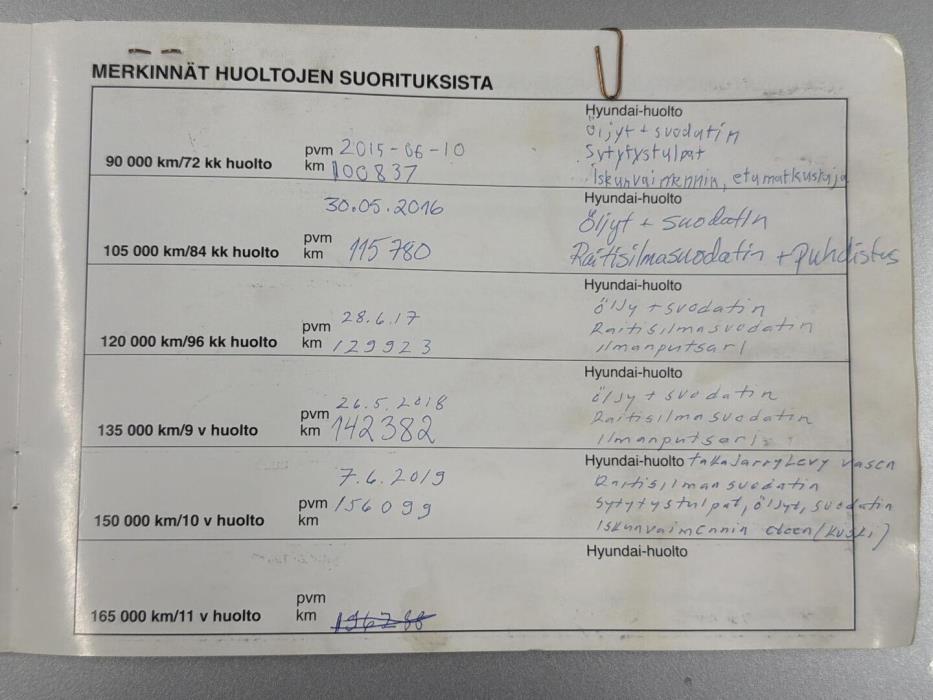 MERKINNÄT HUOLTOJEN SUORITUKSISTA
Hyundai-huolto
Öljyt + suodatin
pvm 2015-06-10
Sytytystulpat
90 000 km/72 kk huolto
km 100837
iskunvaimennin, etumatkustaja
30.05.2016
Hyundai-huolto
Öljyt + suodatin
pvm
105 000 km/84 kk huolto
km 115780
Raitisilmasuodatin + puhdistus
Hyundai-huolto
pvm 28.6.17
öljy + suodatin
Raitisilmasuodatin
120 000 km/96 kk huolto
km 129923
ilmanputsari
Hyundai-huolto
pvm 26.5.2018
öljy + suodatin
Raitisilmasuodatin
135 000 km/9 v huolto
km 142382
Ilmanputsari
Hyundai-huolto takajarrulevy vasen
7.6.2019
Raitisilmansuodatin
pvm 156099
sytytystulpat, öljyt, suodatin
150 000 km/10 v huolto
km
Iskunvaimennin eteen (kuski)
Hyundai-huolto
pvm
165 000 km/11 v huolto
km